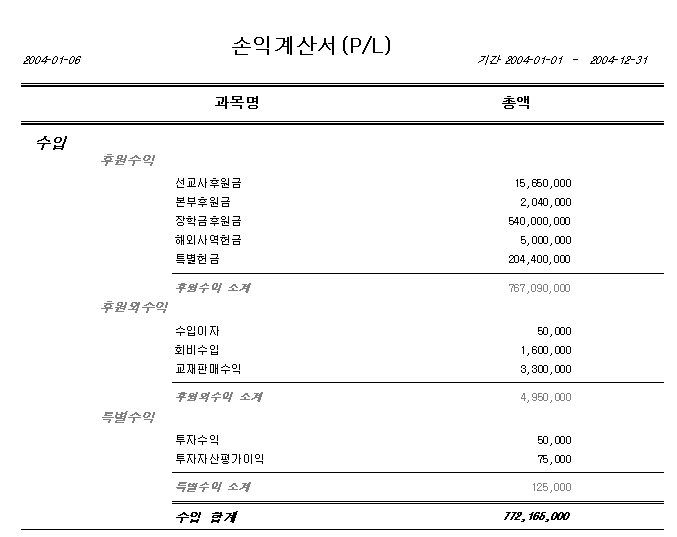 손익계산서(P/L)
2004-01-06 기간 2004-01-01 - 2004-12-31
과목명 총액
수입
후원수익
선교사후원금 15,650,000
본부후원금 2,040,000
장학금후원금 540,000,000
해외사역헌금 5,000,000
특별헌금 204,400,000
후원수익 소계 767,090,000
후원외수익
수입이자 50,000
회비수입 1,600,000
교재판매수익 3,300,000
후원외수익 소계 4,950,000
특별수익
투자수익 50,000
투자자산평가이익 75,000
특별수익 소계 125,000
수입 합계 772,165,000